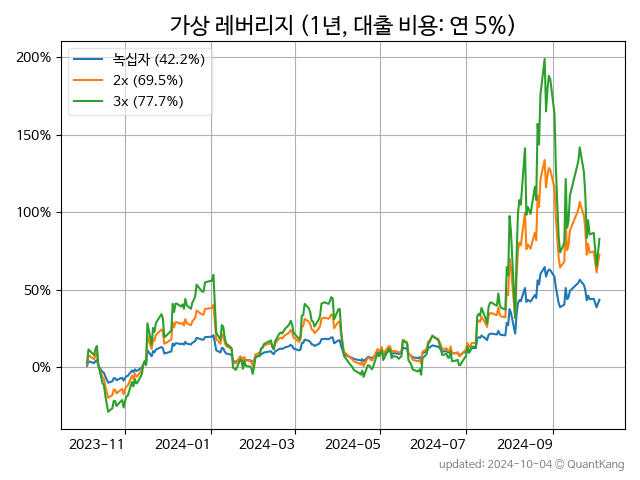 가상 레버리지 (1년, 대출 비용: 연 5%)
녹십자 (42.2%)
2x (69.5%)
3x (77.7%)
200%
150%
100%
50%
0%
2023-11 2024-01 2024-03 2024-05 2024-07 2024-09
updated: 2024-10-04 © QuantKang